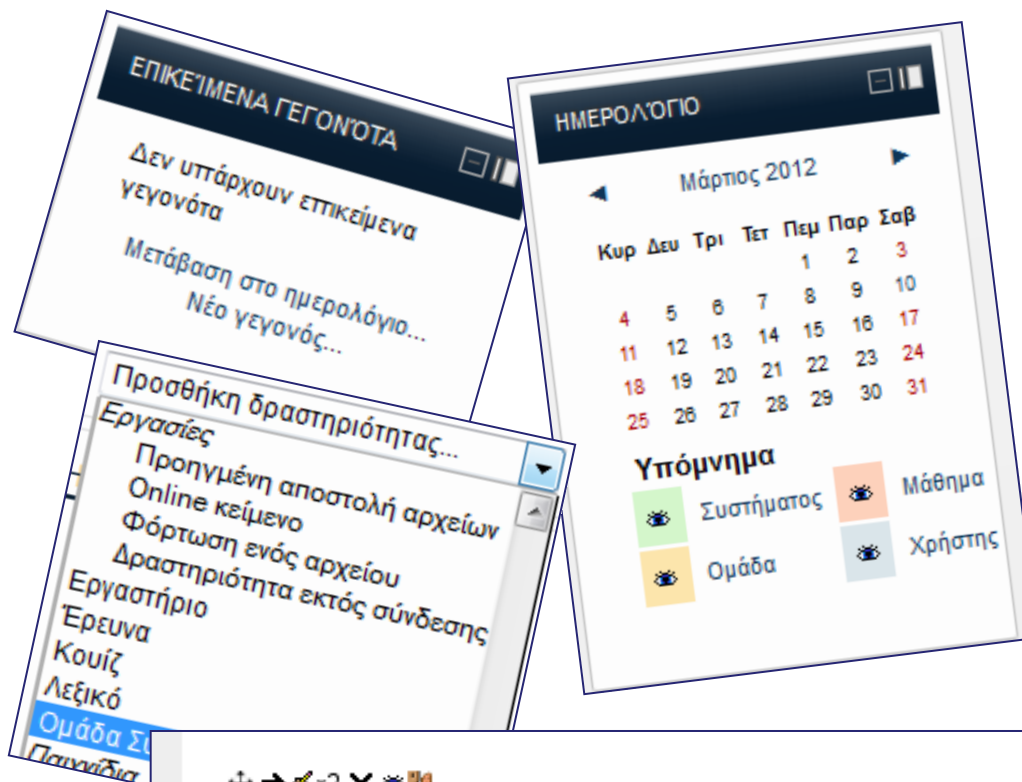 ΕΠΙΚΕΊΜΕΝΑ ΓΕΓΟΝΌΤΑ
Δεν υπάρχουν επικείμενα
γεγονότα
Μετάβαση στο ημερολόγιο...
Νέο γεγονός...
ΗΜΕΡΟΛΌΓΙΟ
Μάρτιος 2012
Κυρ Δευ Τρι Τετ Πεμ Παρ Σαβ
1 2 3
4 5 6 7 8 9 10
11 12 13 14 15 16 17
18 19 20 21 22 23 24
25 26 27 28 29 30 31
Υπόμνημα
Συστήματος Μάθημα
Ομάδα Χρήστης
Προσθήκη δραστηριότητας...
Εργασίες
Προηγμένη αποστολή αρχείων
Online κείμενο
Φόρτωση ενός αρχείου
Δραστηριότητα εκτός σύνδεσης
Εργαστήριο
Έρευνα
Κουίζ
Λεξικό
Ομάδα
Παιχνίδια